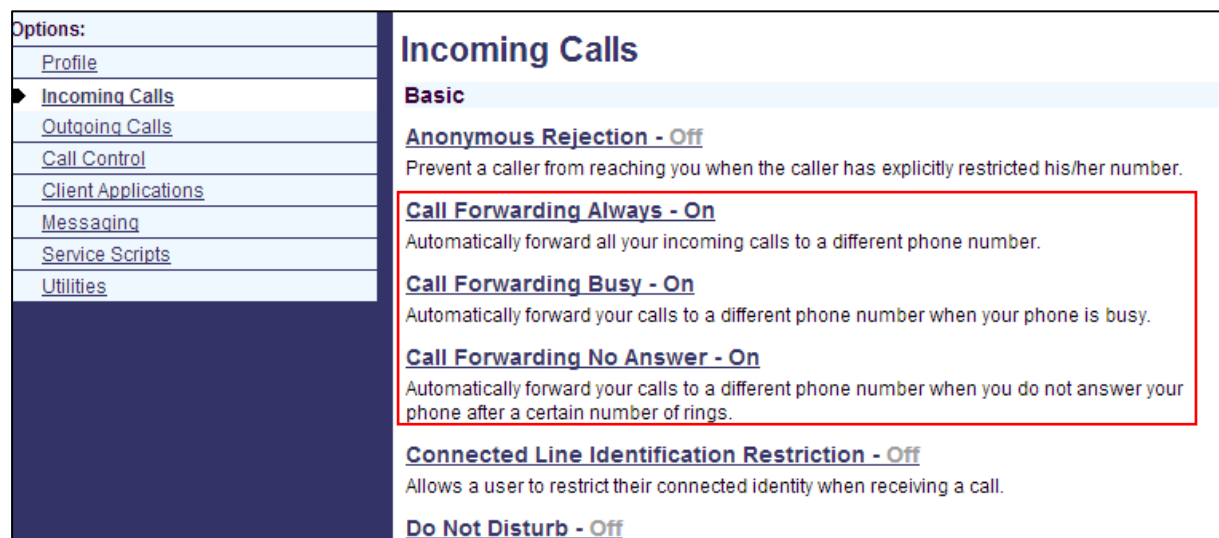 Options:
Profile
Incoming Calls
Outgoing Calls
Call Control
Client Applications
Messaging
Service Scripts
Utilities
Incoming Calls
Basic
Anonymous Rejection - Off
Prevent a caller from reaching you when the caller has explicitly restricted his/her number.
Call Forwarding Always - On
Automatically forward all your incoming calls to a different phone number.
Call Forwarding Busy - On
Automatically forward your calls to a different phone number when your phone is busy.
Call Forwarding No Answer - On
Automatically forward your calls to a different phone number when you do not answer your
phone after a certain number of rings.
Connected Line Identification Restriction - Off
Allows a user to restrict their connected identity when receiving a call.
Do Not Disturb - Off